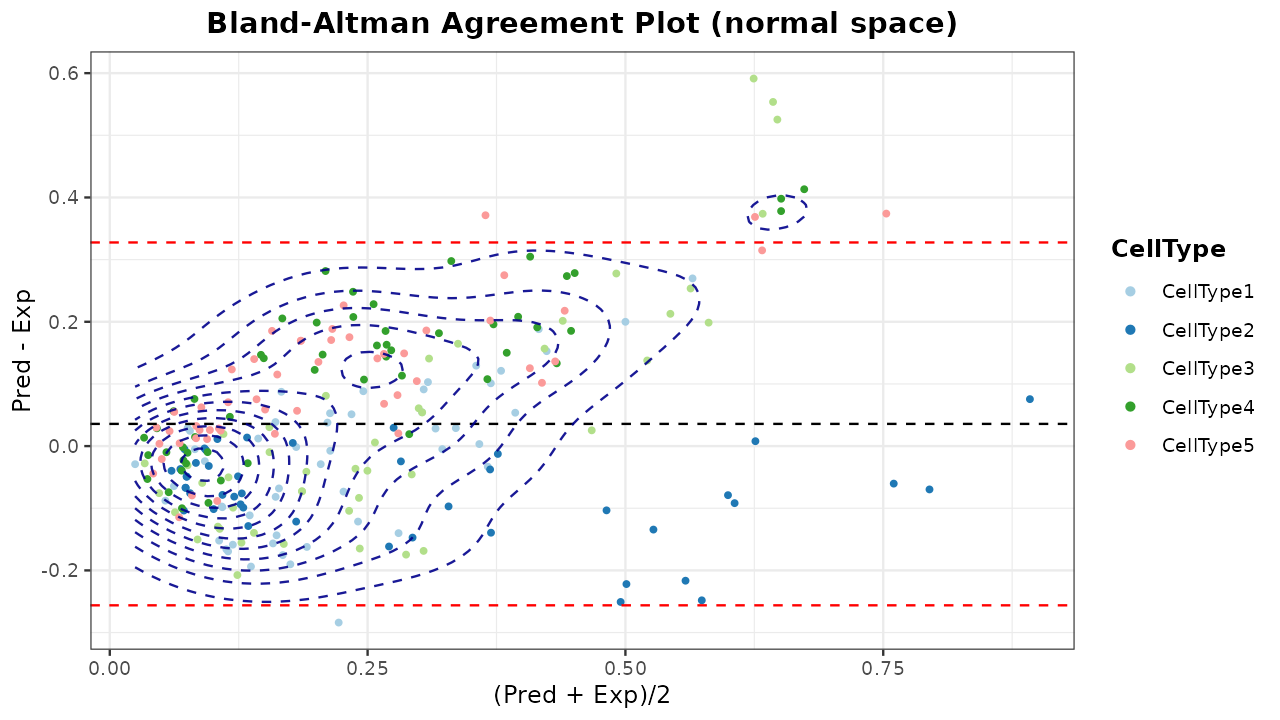 Bland-Altman Agreement Plot (normal space)
Pred - Exp
0.6
0.4
0.2
0.0
-0.2
0.00
0.25
0.50
0.75
(Pred + Exp)/2
CellType
CellType1
CellType2
CellType3
CellType4
CellType5